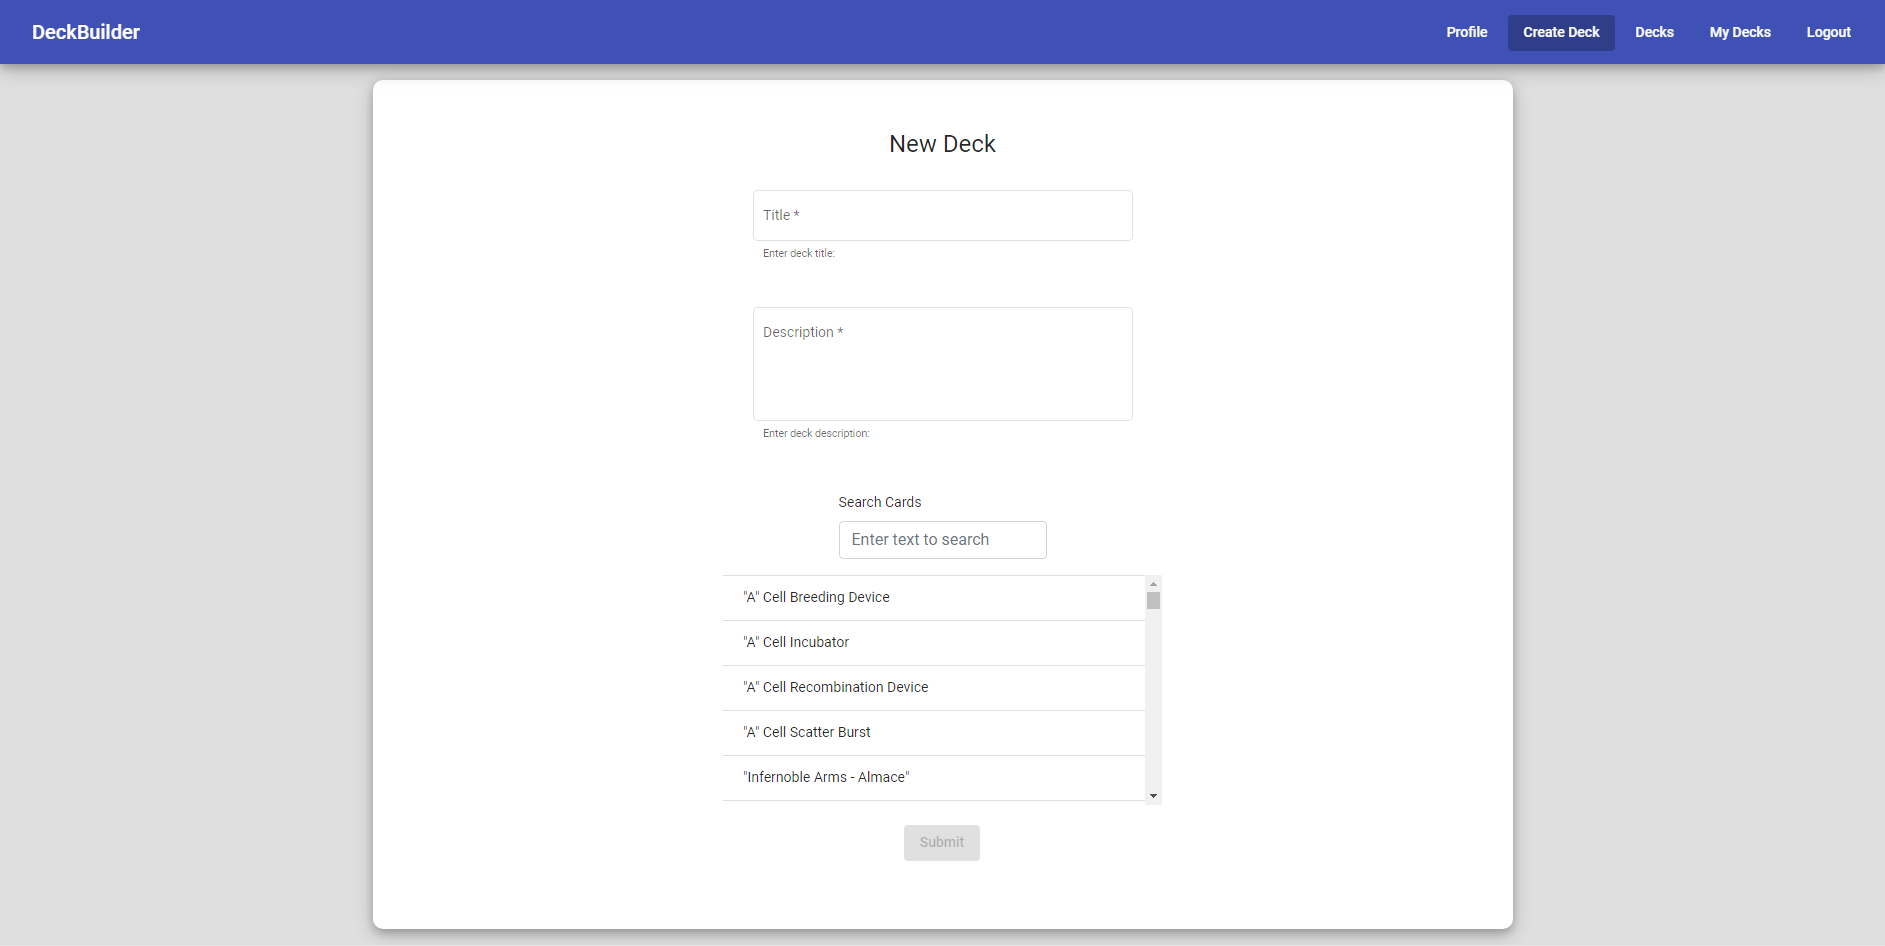 DeckBuilder
Profile Create Deck Decks My Decks Logout
New Deck
Title *
Enter deck title:
Description *
Enter deck description:
Search Cards
Enter text to search
"A" Cell Breeding Device
"A" Cell Incubator
"A" Cell Recombination Device
"A" Cell Scatter Burst
"Infernoble Arms - Almace"
Submit